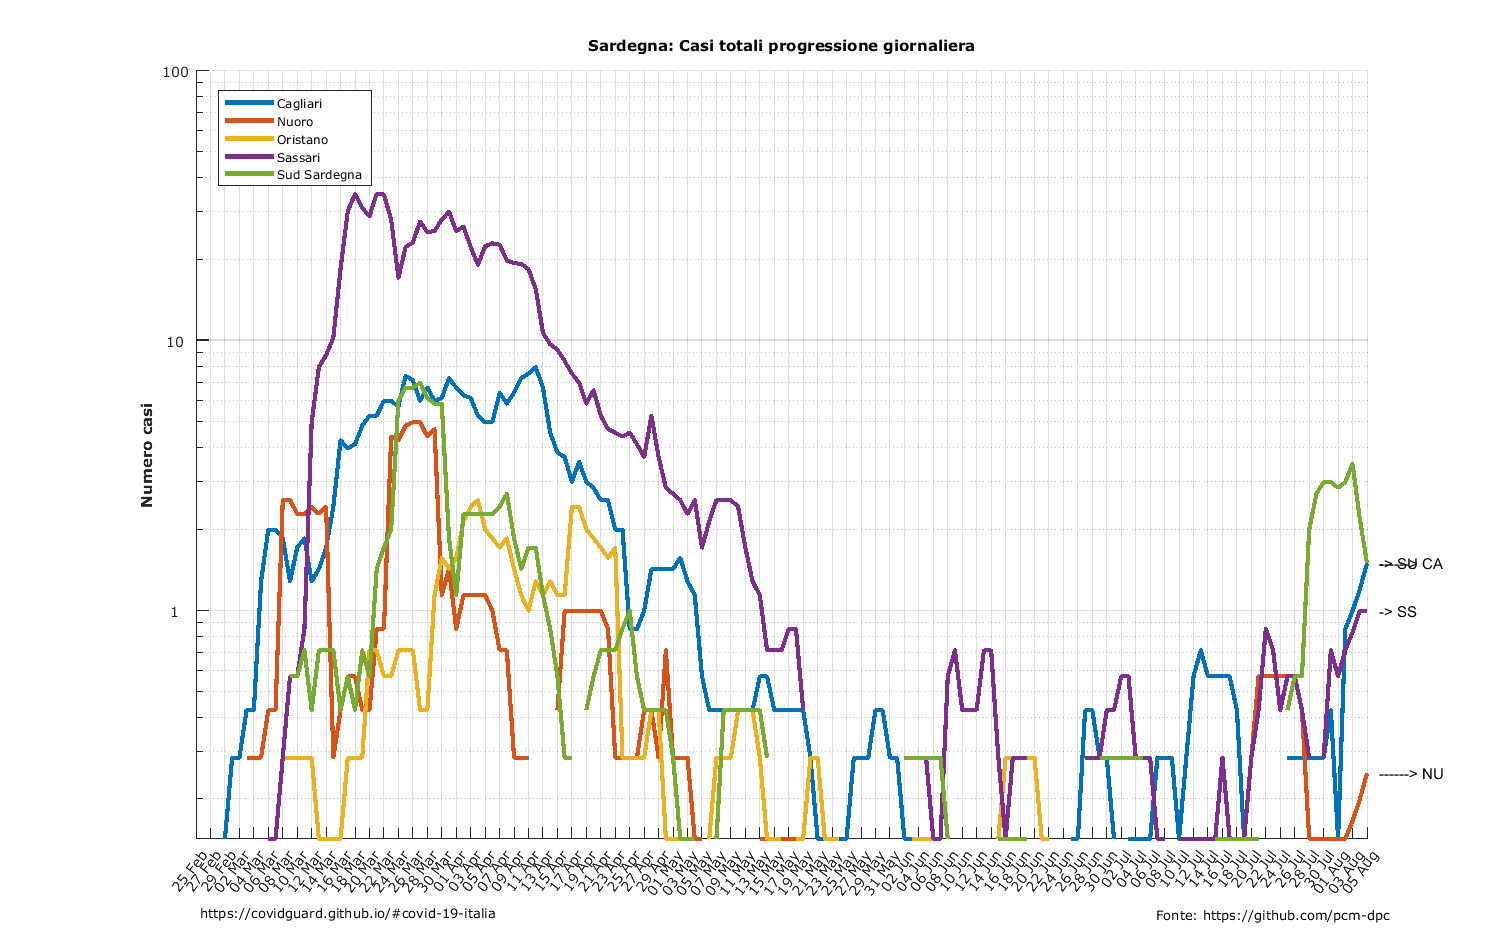 Sardegna: Casi totali progressione giornaliera
100
10
1
Numero casi
Cagliari
Nuoro
Oristano
Sassari
Sud Sardegna
-> SU
CA
-> SS
------> NU
25 Feb
27 Feb
29 Feb
02 Mar
04 Mar
06 Mar
08 Mar
10 Mar
12 Mar
14 Mar
16 Mar
18 Mar
20 Mar
22 Mar
24 Mar
26 Mar
28 Mar
30 Mar
01 Apr
03 Apr
05 Apr
07 Apr
09 Apr
11 Apr
13 Apr
15 Apr
17 Apr
19 Apr
21 Apr
23 Apr
25 Apr
27 Apr
29 Apr
01 May
03 May
05 May
07 May
09 May
11 May
13 May
15 May
17 May
19 May
21 May
23 May
25 May
27 May
29 May
31 May
02 Jun
04 Jun
06 Jun
08 Jun
10 Jun
12 Jun
14 Jun
16 Jun
18 Jun
20 Jun
22 Jun
24 Jun
26 Jun
28 Jun
30 Jun
02 Jul
04 Jul
06 Jul
08 Jul
10 Jul
12 Jul
14 Jul
16 Jul
18 Jul
20 Jul
22 Jul
24 Jul
26 Jul
28 Jul
30 Jul
01 Aug
03 Aug
05 Aug
https://covidguard.github.io/#covid-19-italia
Fonte: https://github.com/pcm-dpc